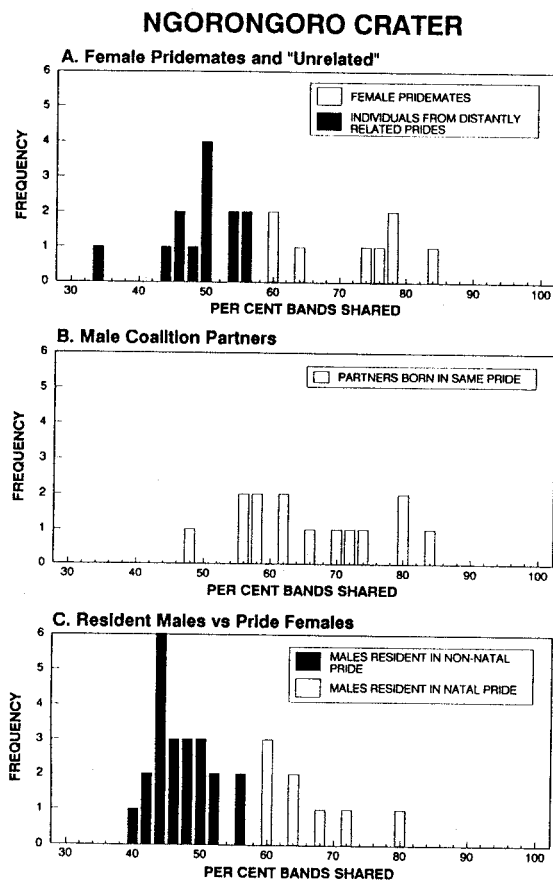 NGORONGORO CRATER
A. Female Pridemates and "Unrelated"
6
5
4
3
2
1
0
FREQUENCY
FEMALE PRIDEMATES
INDIVIDUALS FROM DISTANTLY
RELATED PRIDES
30 40 50 60 70 80 90 100
PER CENT BANDS SHARED
B. Male Coalition Partners
6
5
4
3
2
1
0
FREQUENCY
PARTNERS BORN IN SAME PRIDE
30 40 50 60 70 80 90 100
PER CENT BANDS SHARED
C. Resident Males vs Pride Females
6
5
4
3
2
1
0
FREQUENCY
MALES RESIDENT IN NON-NATAL
PRIDE
MALES RESIDENT IN NATAL PRIDE
30 40 50 60 70 80 90 100
PER CENT BANDS SHARED